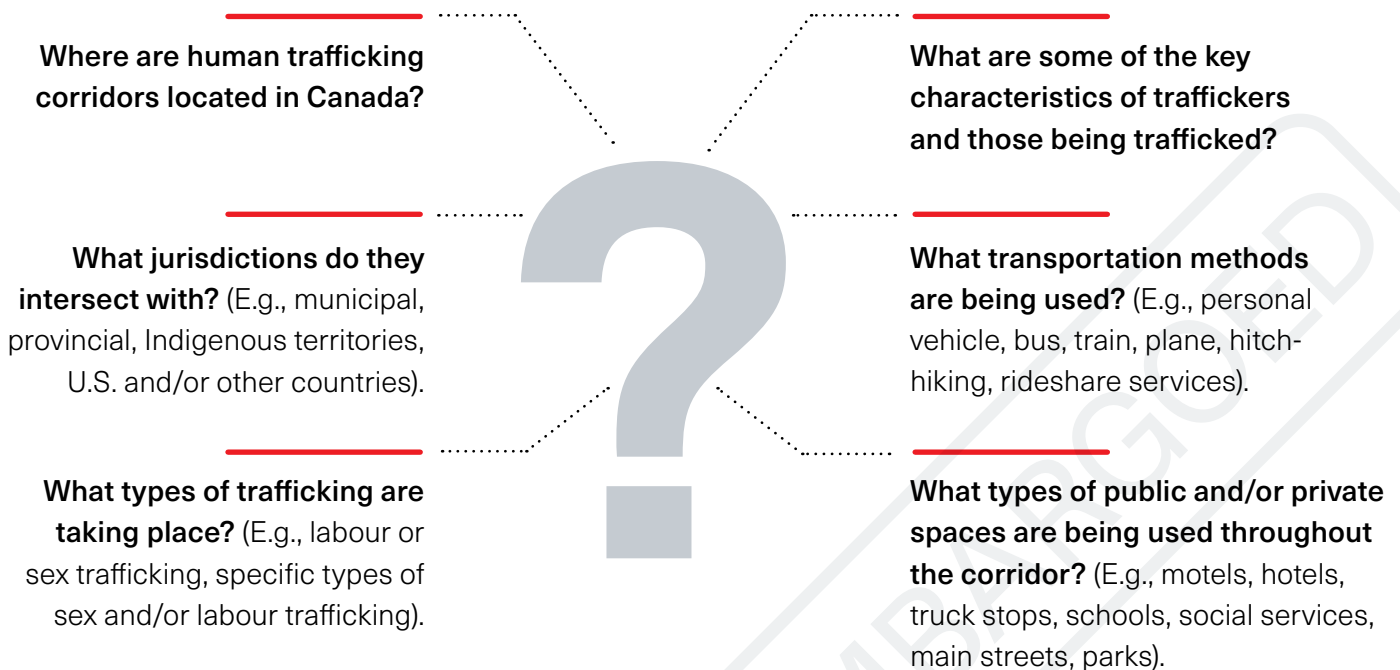 Where are human trafficking
corridors located in Canada?
What jurisdictions do they
intersect with? (E.g., municipal,
provincial, Indigenous territories,
U.S. and/or other countries).
What types of trafficking are
taking place? (E.g., labour or
sex trafficking, specific types of
sex and/or labour trafficking).
?
What are some of the key
characteristics of traffickers
and those being trafficked?
What transportation methods
are being used? (E.g., personal
vehicle, bus, train, plane, hitch-
hiking, rideshare services).
What types of public and/or private
spaces are being used throughout
the corridor? (E.g., motels, hotels,
truck stops, schools, social services,
main streets, parks).
MBARGOED